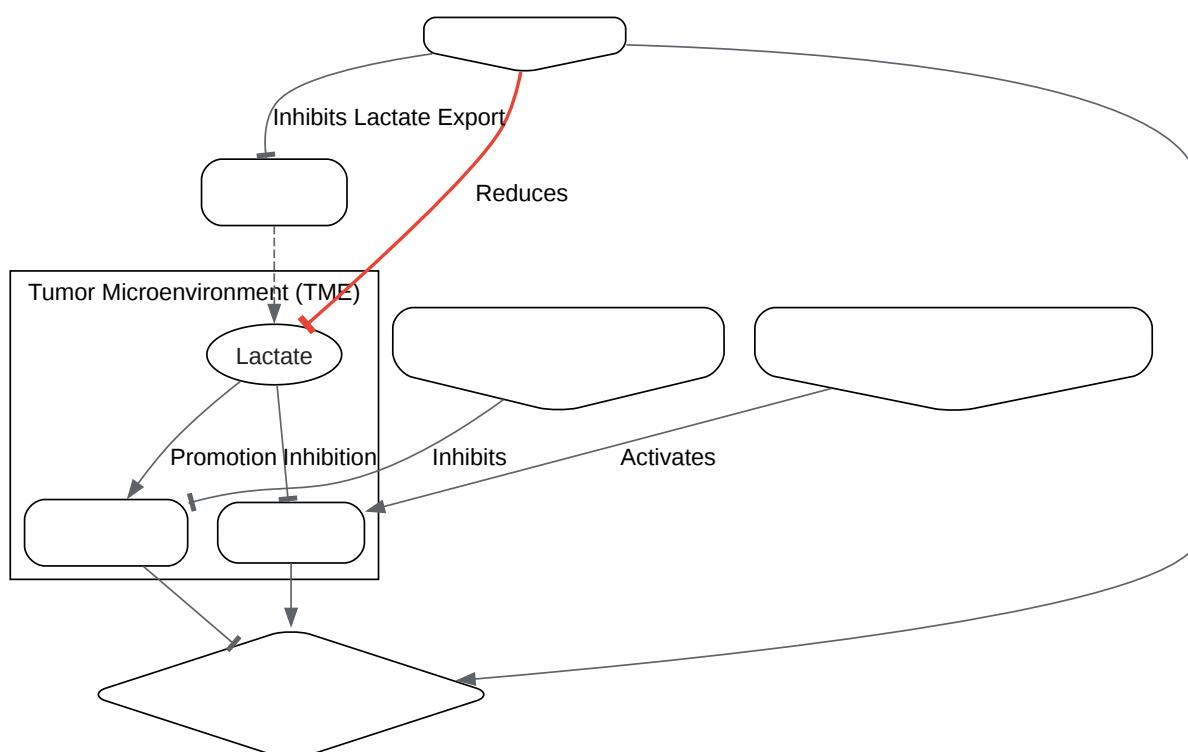 Inhibits Lactate Export
Reduces
Tumor Microenvironment (TME)
Lactate
Promotion
Inhibition
Inhibits
Activates